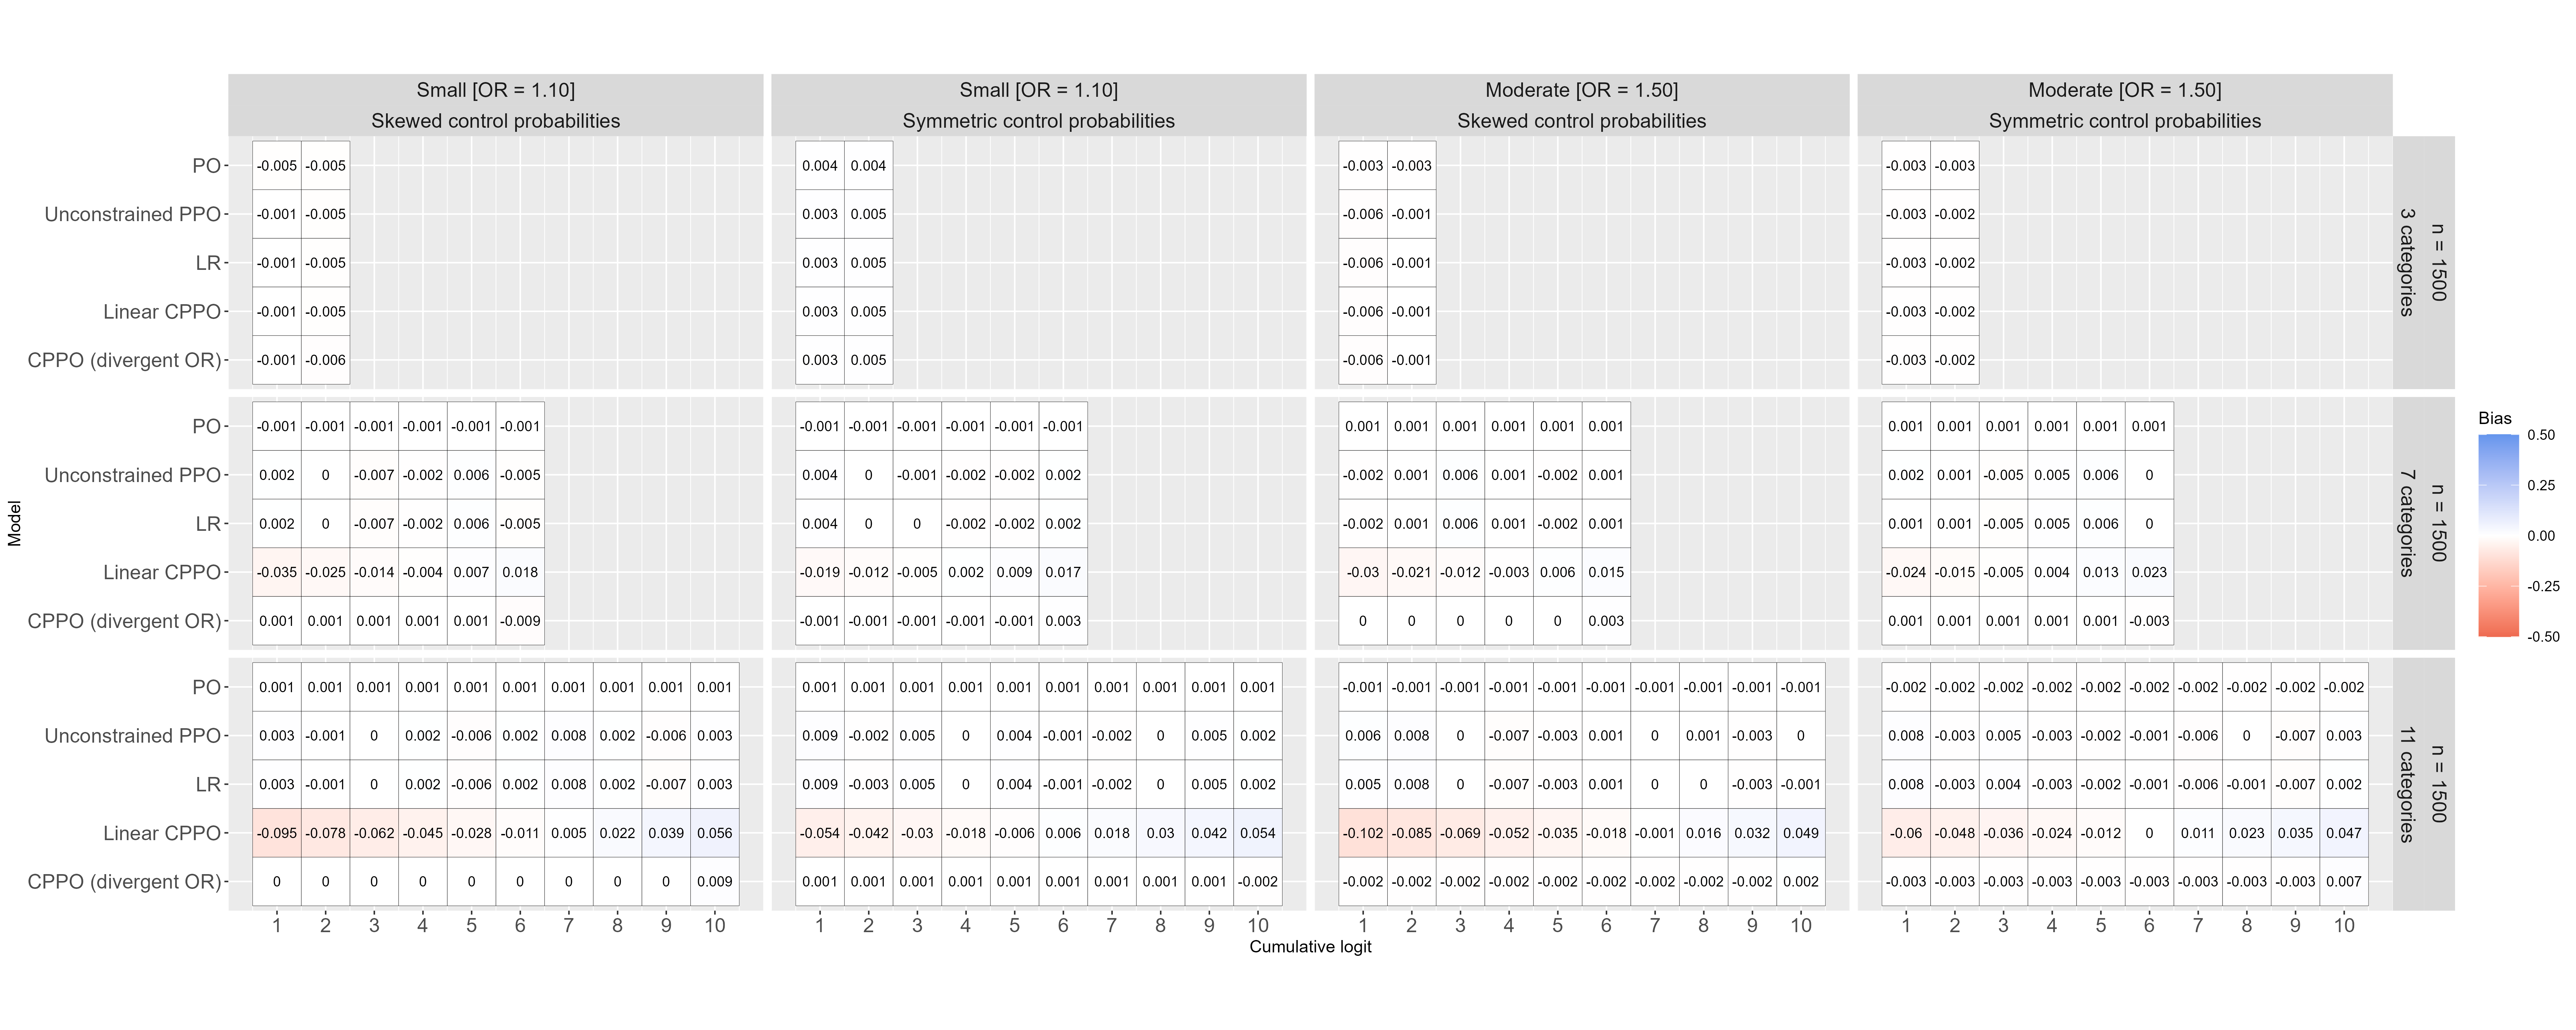 Small [OR = 1.10] Small [OR = 1.10] Moderate [OR = 1.50] Moderate [OR = 1.50]
Skewed control probabilities Symmetric control probabilities Skewed control probabilities Symmetric control probabilities
PO -0.005 -0.005 0.004 0.004 -0.003 -0.003 -0.003 -0.003
Unconstrained PPO -0.001 -0.005 0.003 0.005 -0.006 -0.001 -0.003 -0.002
LR -0.001 -0.005 0.003 0.005 -0.006 -0.001 -0.003 -0.002
Linear CPPO -0.001 -0.005 0.003 0.005 -0.006 -0.001 -0.003 -0.002
CPPO (divergent OR) -0.001 -0.006 0.003 0.005 -0.006 -0.001 -0.003 -0.002
n = 1500
3 categories
PO -0.001 -0.001 -0.001 -0.001 -0.001 -0.001 -0.001 -0.001 -0.001 -0.001 -0.001 -0.001 0.001 0.001 0.001 0.001 0.001 0.001 0.001 0.001 0.001 0.001 0.001 0.001
Unconstrained PPO 0.002 0 -0.007 -0.002 0.006 -0.005 0.004 0 -0.001 -0.002 -0.002 0.002 -0.002 0.001 0.006 0.001 -0.002 0.001 0.002 0.001 -0.005 0.005 0.006 0
LR 0.002 0 -0.007 -0.002 0.006 -0.005 0.004 0 0 -0.002 -0.002 0.002 -0.002 0.001 0.006 0.001 -0.002 0.001 0.001 0.001 -0.005 0.005 0.006 0
Linear CPPO -0.035 -0.025 -0.014 -0.004 0.007 0.018 -0.019 -0.012 -0.005 0.002 0.009 0.017 -0.03 -0.021 -0.012 -0.003 0.006 0.015 -0.024 -0.015 -0.005 0.004 0.013 0.023
CPPO (divergent OR) 0.001 0.001 0.001 0.001 0.001 -0.009 -0.001 -0.001 -0.001 -0.001 -0.001 0.003 0 0 0 0 0 0.003 0.001 0.001 0.001 0.001 0.001 -0.003
n = 1500
7 categories
PO 0.001 0.001 0.001 0.001 0.001 0.001 0.001 0.001 0.001 0.001 0.001 0.001 0.001 0.001 0.001 0.001 0.001 0.001 0.001 0.001 -0.001 -0.001 -0.001 -0.001 -0.001 -0.001 -0.001 -0.001 -0.001 -0.001 -0.002 -0.002 -0.002 -0.002 -0.002 -0.002 -0.002 -0.002 -0.002 -0.002
Unconstrained PPO 0.003 -0.001 0 0.002 -0.006 0.002 0.008 0.002 -0.006 0.003 0.009 -0.002 0.005 0 0.004 -0.001 -0.002 0 0.005 0.002 0.006 0.008 0 -0.007 -0.003 0.001 0 0.001 -0.003 0 0.008 -0.003 0.005 -0.003 -0.002 -0.001 -0.006 0 -0.007 0.003
LR 0.003 -0.001 0 0.002 -0.006 0.002 0.008 0.002 -0.007 0.003 0.009 -0.003 0.005 0 0.004 -0.001 -0.002 0 0.005 0.002 0.005 0.008 0 -0.007 -0.003 0.001 0 0 -0.003 -0.001 0.008 -0.003 0.004 -0.003 -0.002 -0.001 -0.006 -0.001 -0.007 0.002
Linear CPPO -0.095 -0.078 -0.062 -0.045 -0.028 -0.011 0.005 0.022 0.039 0.056 -0.054 -0.042 -0.03 -0.018 -0.006 0.006 0.018 0.03 0.042 0.054 -0.102 -0.085 -0.069 -0.052 -0.035 -0.018 -0.001 0.016 0.032 0.049 -0.06 -0.048 -0.036 -0.024 -0.012 0 0.011 0.023 0.035 0.047
CPPO (divergent OR) 0 0 0 0 0 0 0 0 0 0.009 0.001 0.001 0.001 0.001 0.001 0.001 0.001 0.001 0.001 -0.002 -0.002 -0.002 -0.002 -0.002 -0.002 -0.002 -0.002 -0.002 -0.002 0.002 -0.003 -0.003 -0.003 -0.003 -0.003 -0.003 -0.003 -0.003 -0.003 0.007
n = 1500
11 categories
1 2 3 4 5 6 7 8 9 10 1 2 3 4 5 6 7 8 9 10 1 2 3 4 5 6 7 8 9 10 1 2 3 4 5 6 7 8 9 10
Cumulative logit
Model
Bias
0.50
0.25
0.00
-0.25
-0.50